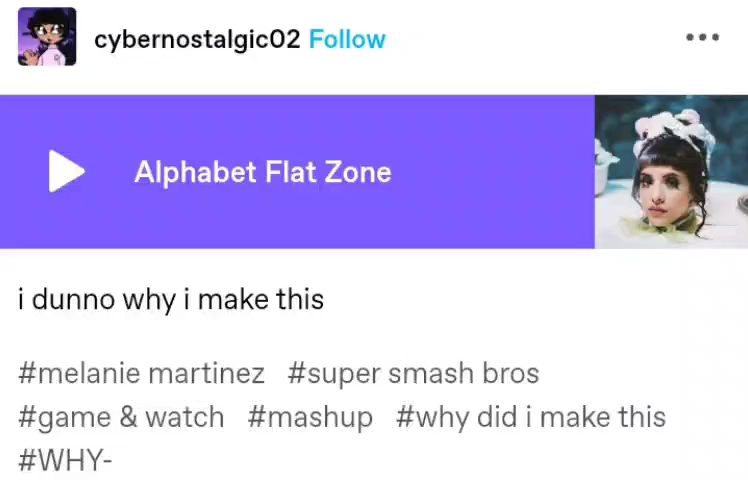 cybernostalgic02 Follow
Alphabet Flat Zone
i dunno why i make this
#melanie martinez #super smash bros
#game & watch #mashup #why did i make this
#WHY-